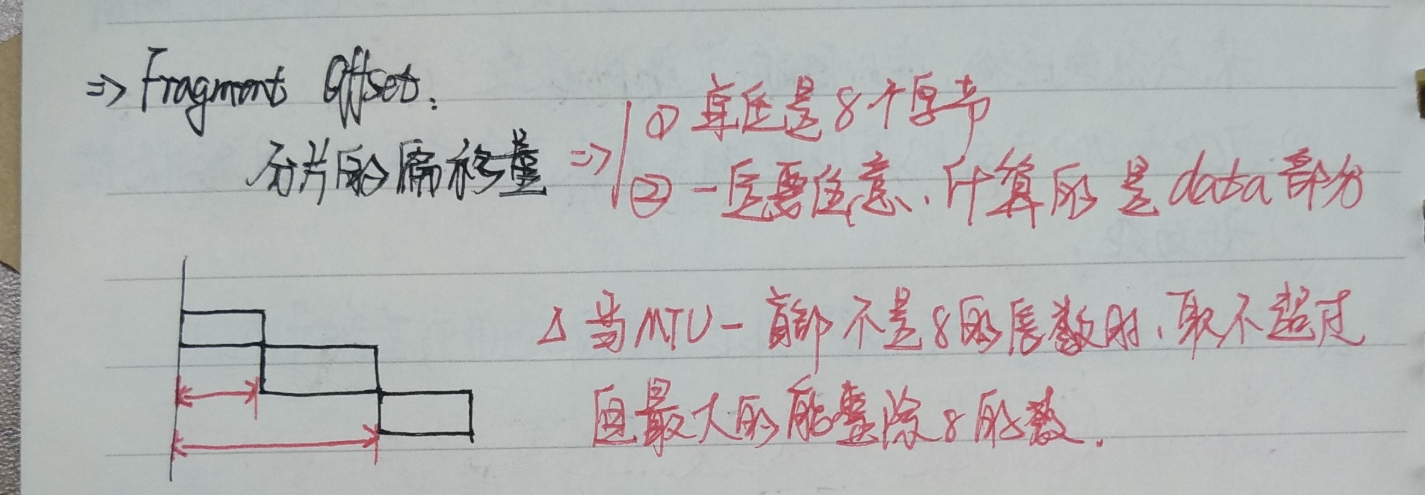 ⇒ Fragment Offset:
分片的偏移量 ⇒
① 单位是8个字节
② 一定要注意,计算的是data部分
△ 当MTU-首部不是8的倍数时,取不超过
且最大的能整除8的数.